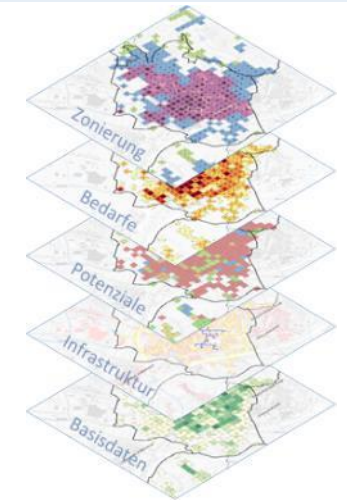 Zonierung
Bedarfe
Potenziale
Infrastruktur
Basisdaten